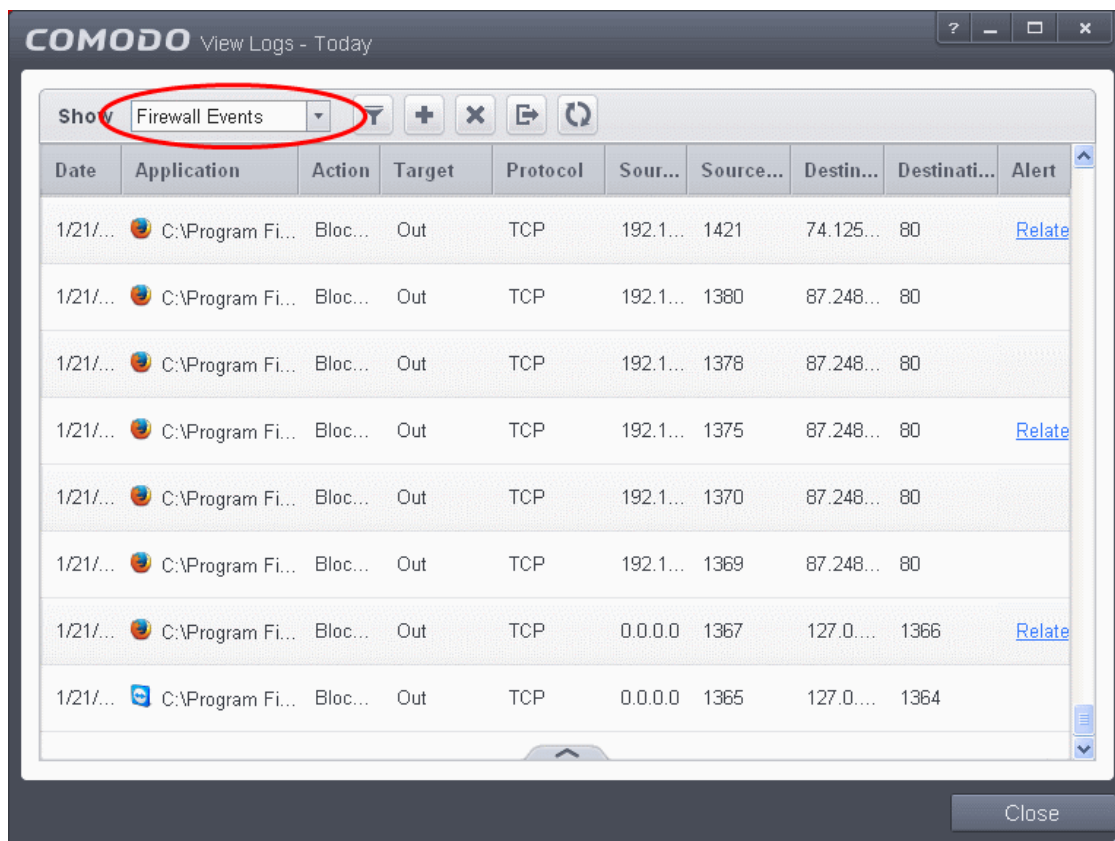 COMODO View Logs - Today ?
Show Firewall Events
Date Application Action Target Protocol Sour... Source... Destin... Destinati... Alert
1/21/... C:\Program Fi... Bloc... Out TCP 192.1... 1421 74.125... 80 Relate
1/21/... C:\Program Fi... Bloc... Out TCP 192.1... 1380 87.248... 80
1/21/... C:\Program Fi... Bloc... Out TCP 192.1... 1378 87.248... 80
1/21/... C:\Program Fi... Bloc... Out TCP 192.1... 1375 87.248... 80 Relate
1/21/... C:\Program Fi... Bloc... Out TCP 192.1... 1370 87.248... 80
1/21/... C:\Program Fi... Bloc... Out TCP 192.1... 1369 87.248... 80
1/21/... C:\Program Fi... Bloc... Out TCP 0.0.0.0 1367 127.0.... 1366 Relate
1/21/... C:\Program Fi... Bloc... Out TCP 0.0.0.0 1365 127.0.... 1364
Close